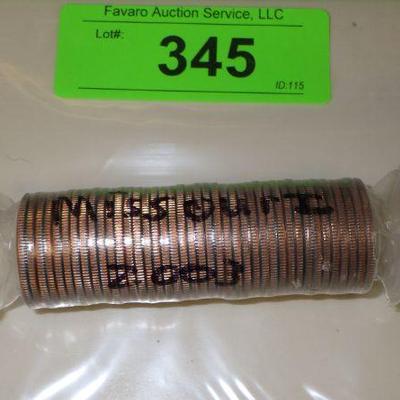 Favaro Auction Service, LLC
Lot#:
345
ID:115
Missouri
2003